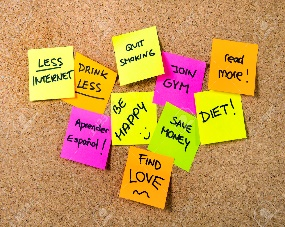 LESS
INTERNET
DRINK
LESS
QUIT
SMOKING
JOIN
GYM
read
more!
Aprender
Español!
BE
HAPPY
SAVE
MONEY
DIET!
FIND
LOVE